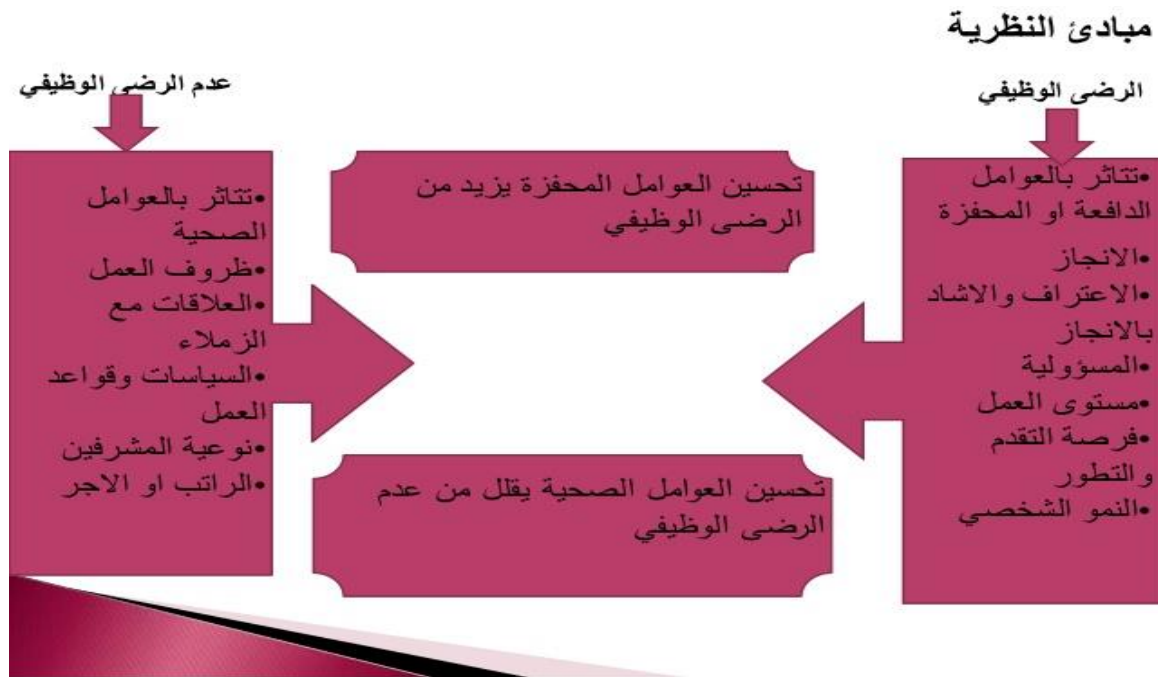 مبادئ النظرية
الرضى الوظيفي
•تتاثر بالعوامل
الدافعة او المحفزة
•الانجاز
•الاعتراف والاشاد
بالانجاز
•المسؤولية
•مستوى العمل
•فرصة التقدم
والتطور
•النمو الشخصي
تحسين العوامل المحفزة يزيد من
الرضى الوظيفي
تحسين العوامل الصحية يقلل من عدم
الرضى الوظيفي
عدم الرضى الوظيفي
•تتاثر بالعوامل
الصحية
•ظروف العمل
•العلاقات مع
الزملاء
•السياسات وقواعد
العمل
•نوعية المشرفين
•الراتب او الاجر